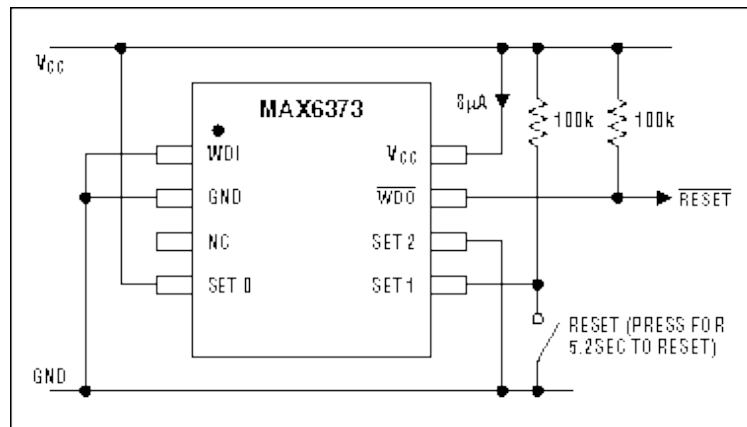 VCC
MAX6373
8µA
100k
100k
WDI
VCC
GND
WDO
RESET
NC
SET 2
SET 0
SET 1
RESET (PRESS FOR
5.2SEC TO RESET)
GND